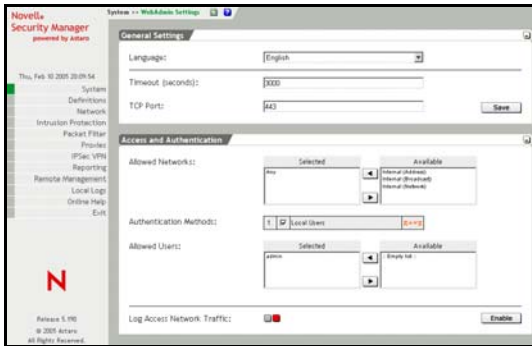 Novell®
Security Manager
powered by Astaro
Thu, Feb 10 2005 20:09:54
System
Definitions
Network
Intrusion Protection
Packet Filter
Proxies
IPSec VPN
Reporting
Remote Management
Local Logs
Online Help
Exit
N
Release 5.190
© 2005 Astaro
All Rights Reserved.
System >> WebAdmin Settings
?
General Settings
Language:
English
Timeout (seconds):
3000
TCP Port:
443
Save
Access and Authentication
Allowed Networks:
Selected
Available
Any
Internal (Address)
Internal (Broadcast)
Internal (Network)
Authentication Methods:
1
Local Users
Allowed Users:
Selected
Available
admin
:: Empty list ::
Log Access Network Traffic:
Enable